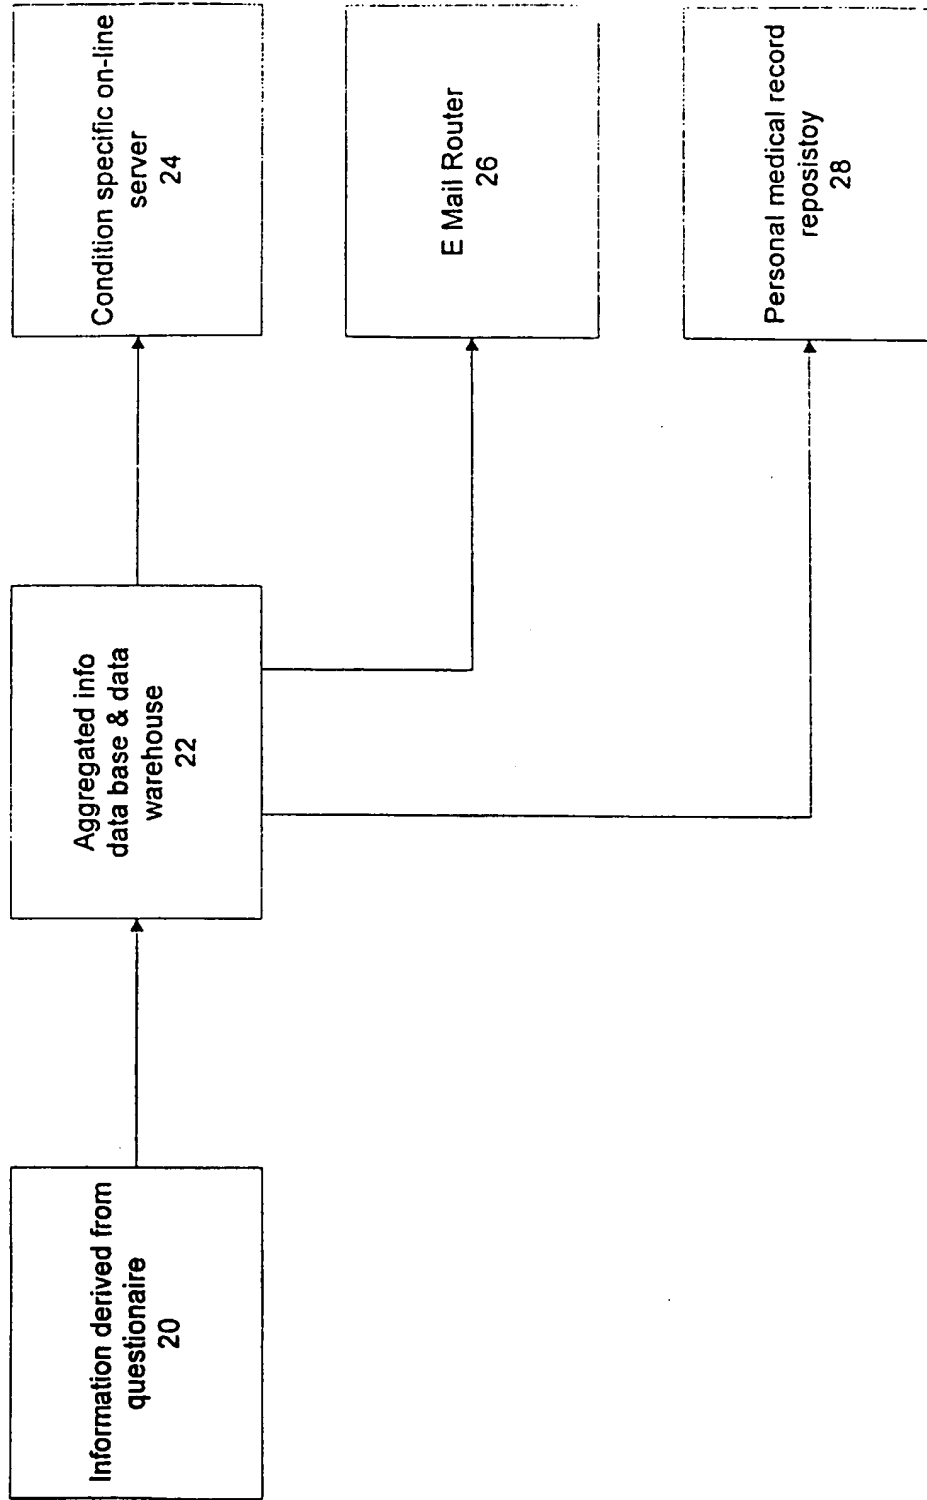 Information derived from
questionaire
20
Aggregated info
data base & data
warehouse
22
Condition specific on-line
server
24
E Mail Router
26
Personal medical record
reposistoy
28